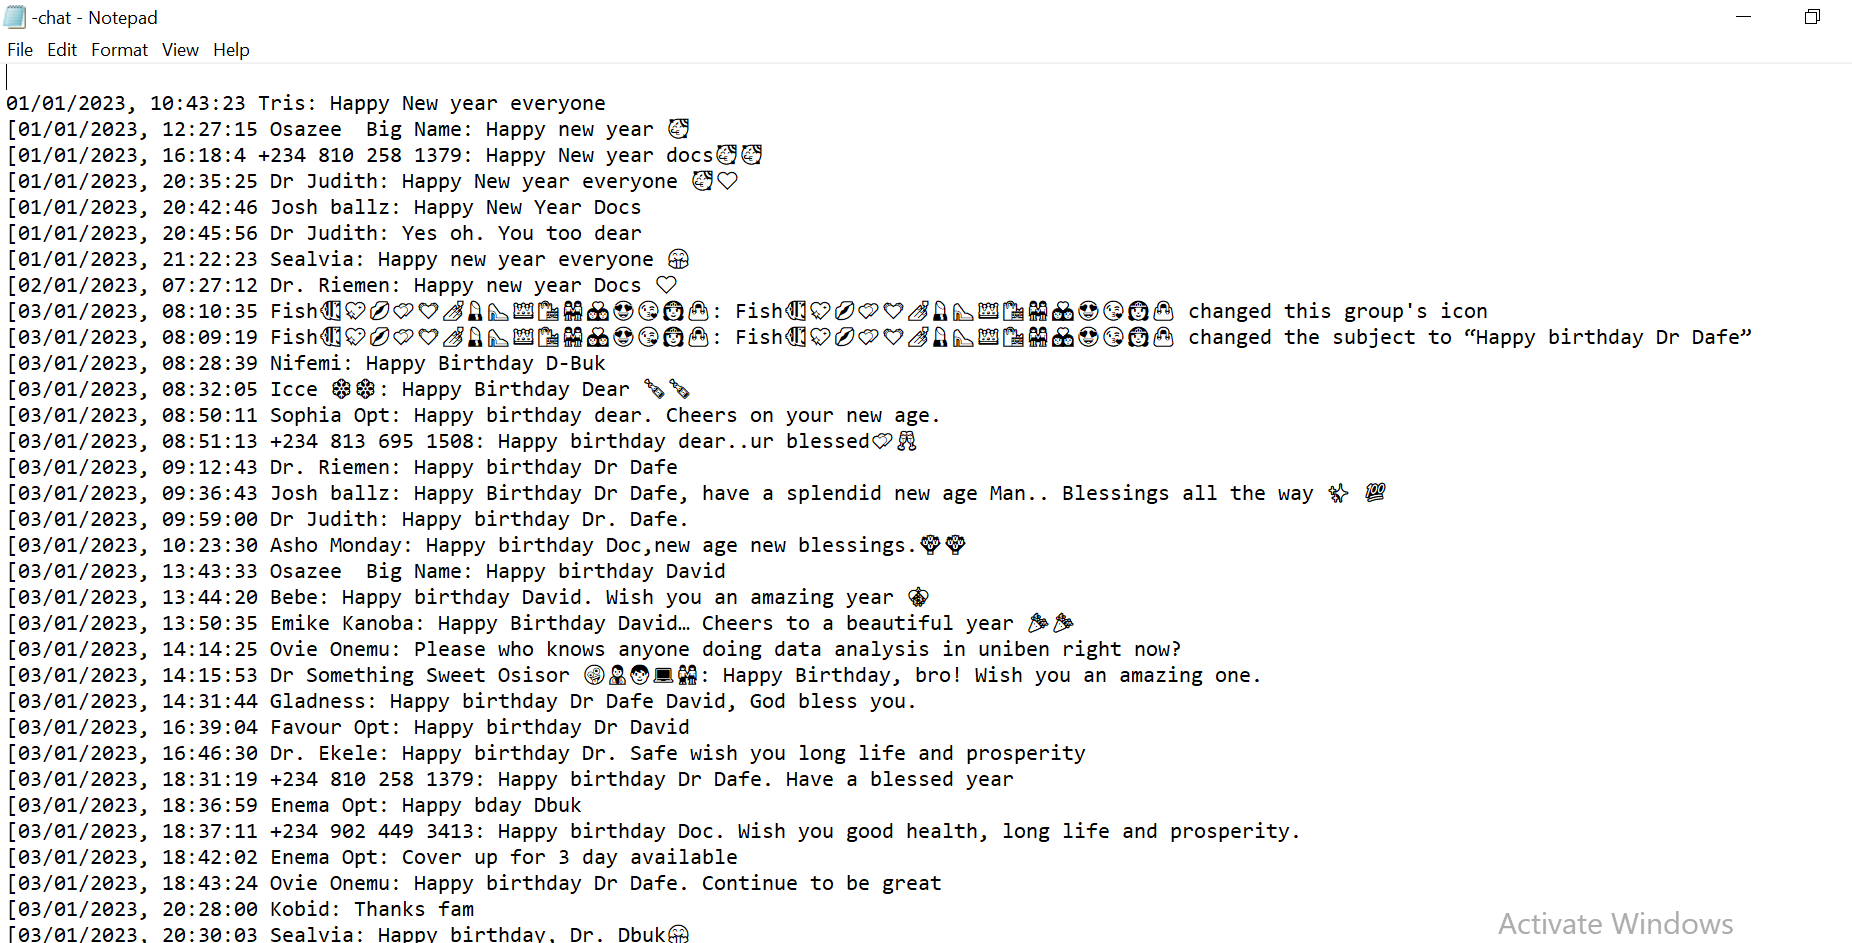 -chat - Notepad
File Edit Format View Help
01/01/2023, 10:43:23 Tris: Happy New year everyone
[01/01/2023, 12:27:15 Osazee  Big Name: Happy new year 🥰
[01/01/2023, 16:18:4 +234 810 258 1379: Happy New year docs🥰🥰
[01/01/2023, 20:35:25 Dr Judith: Happy New year everyone 🥰♡
[01/01/2023, 20:42:46 Josh ballz: Happy New Year Docs
[01/01/2023, 20:45:56 Dr Judith: Yes oh. You too dear
[01/01/2023, 21:22:23 Sealvia: Happy new year everyone 🤗
[02/01/2023, 07:27:12 Dr. Riemen: Happy new year Docs ♡
[03/01/2023, 08:10:35 Fish: Fish changed this group's icon
[03/01/2023, 08:09:19 Fish: Fish changed the subject to “Happy birthday Dr Dafe”
[03/01/2023, 08:28:39 Nifemi: Happy Birthday D-Buk
[03/01/2023, 08:32:05 Icce ❄❄: Happy Birthday Dear 🍾🍾
[03/01/2023, 08:50:11 Sophia Opt: Happy birthday dear. Cheers on your new age.
[03/01/2023, 08:51:13 +234 813 695 1508: Happy birthday dear..ur blessed💕🥂
[03/01/2023, 09:12:43 Dr. Riemen: Happy birthday Dr Dafe
[03/01/2023, 09:36:43 Josh ballz: Happy Birthday Dr Dafe, have a splendid new age Man.. Blessings all the way ✨ 💯
[03/01/2023, 09:59:00 Dr Judith: Happy birthday Dr. Dafe.
[03/01/2023, 10:23:30 Asho Monday: Happy birthday Doc,new age new blessings.💐💐
[03/01/2023, 13:43:33 Osazee  Big Name: Happy birthday David
[03/01/2023, 13:44:20 Bebe: Happy birthday David. Wish you an amazing year
[03/01/2023, 13:50:35 Emike Kanoba: Happy Birthday David… Cheers to a beautiful year 🎉🎉
[03/01/2023, 14:14:25 Ovie Onemu: Please who knows anyone doing data analysis in uniben right now?
[03/01/2023, 14:15:53 Dr Something Sweet Osisor : Happy Birthday, bro! Wish you an amazing one.
[03/01/2023, 14:31:44 Gladness: Happy birthday Dr Dafe David, God bless you.
[03/01/2023, 16:39:04 Favour Opt: Happy birthday Dr David
[03/01/2023, 16:46:30 Dr. Ekele: Happy birthday Dr. Safe wish you long life and prosperity
[03/01/2023, 18:31:19 +234 810 258 1379: Happy birthday Dr Dafe. Have a blessed year
[03/01/2023, 18:36:59 Enema Opt: Happy bday Dbuk
[03/01/2023, 18:37:11 +234 902 449 3413: Happy birthday Doc. Wish you good health, long life and prosperity.
[03/01/2023, 18:42:02 Enema Opt: Cover up for 3 day available
[03/01/2023, 18:43:24 Ovie Onemu: Happy birthday Dr Dafe. Continue to be great
[03/01/2023, 20:28:00 Kobid: Thanks fam
[03/01/2023, 20:30:03 Sealvia: Happy birthday, Dr. Dbuk🤗
Activate Windows